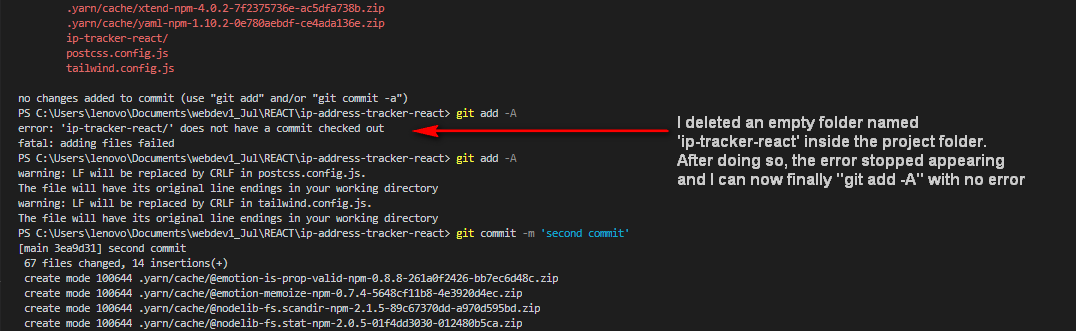 .yarn/cache/xtend-npm-4.0.2-7f2375736e-ac5dfa738b.zip
.yarn/cache/yaml-npm-1.10.2-0e780aebdf-ce4ada136e.zip
ip-tracker-react/
postcss.config.js
tailwind.config.js
no changes added to commit (use "git add" and/or "git commit -a")
PS C:\Users\lenovo\Documents\webdev1_Jul\REACT\ip-address-tracker-react> git add -A
error: 'ip-tracker-react/' does not have a commit checked out
fatal: adding files failed
PS C:\Users\lenovo\Documents\webdev1_Jul\REACT\ip-address-tracker-react> git add -A
warning: LF will be replaced by CRLF in postcss.config.js.
The file will have its original line endings in your working directory
warning: LF will be replaced by CRLF in tailwind.config.js.
The file will have its original line endings in your working directory
PS C:\Users\lenovo\Documents\webdev1_Jul\REACT\ip-address-tracker-react> git commit -m 'second commit'
[main 3ea9d31] second commit
67 files changed, 14 insertions(+)
create mode 100644 .yarn/cache/@emotion-is-prop-valid-npm-0.8.8-261a0f2426-bb7ec6d48c.zip
create mode 100644 .yarn/cache/@emotion-memoize-npm-0.7.4-5648cf11b8-4e3920d4ec.zip
create mode 100644 .yarn/cache/@nodelib-fs.scandir-npm-2.1.5-89c67370dd-a970d595bd.zip
create mode 100644 .yarn/cache/@nodelib-fs.stat-npm-2.0.5-01f4dd3030-012480b5ca.zip
I deleted an empty folder named
'ip-tracker-react' inside the project folder.
After doing so, the error stopped appearing
and I can now finally "git add -A" with no error